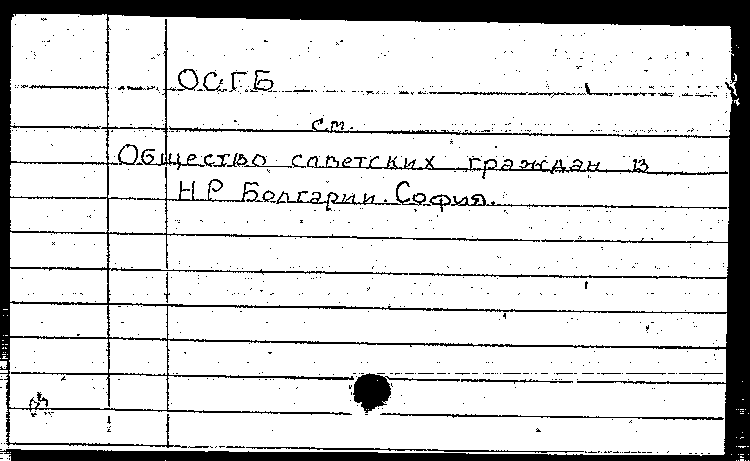 ОСГБ
см.
Общество советских граждан в
НР Болгарии. София.